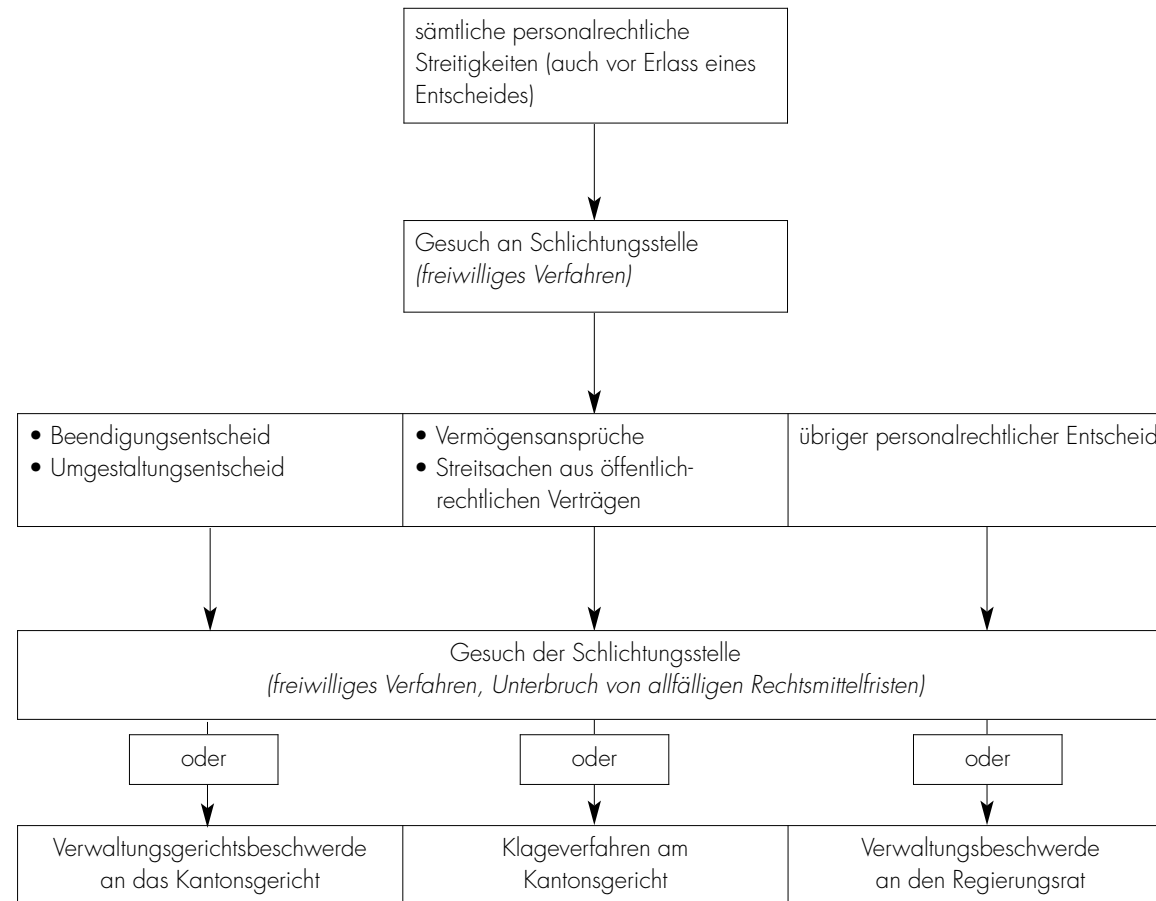 sämtliche personalrechtliche
Streitigkeiten (auch vor Erlass eines
Entscheides)
Gesuch an Schlichtungsstelle
(freiwilliges Verfahren)
• Beendigungsentscheid
• Umgestaltungsentscheid
• Vermögensansprüche
• Streitsachen aus öffentlich-
rechtlichen Verträgen
übriger personalrechtlicher Entscheid
Gesuch der Schlichtungsstelle
(freiwilliges Verfahren, Unterbruch von allfälligen Rechtsmittelfristen)
oder
oder
oder
Verwaltungsgerichtsbeschwerde
an das Kantonsgericht
Klageverfahren am
Kantonsgericht
Verwaltungsbeschwerde
an den Regierungsrat